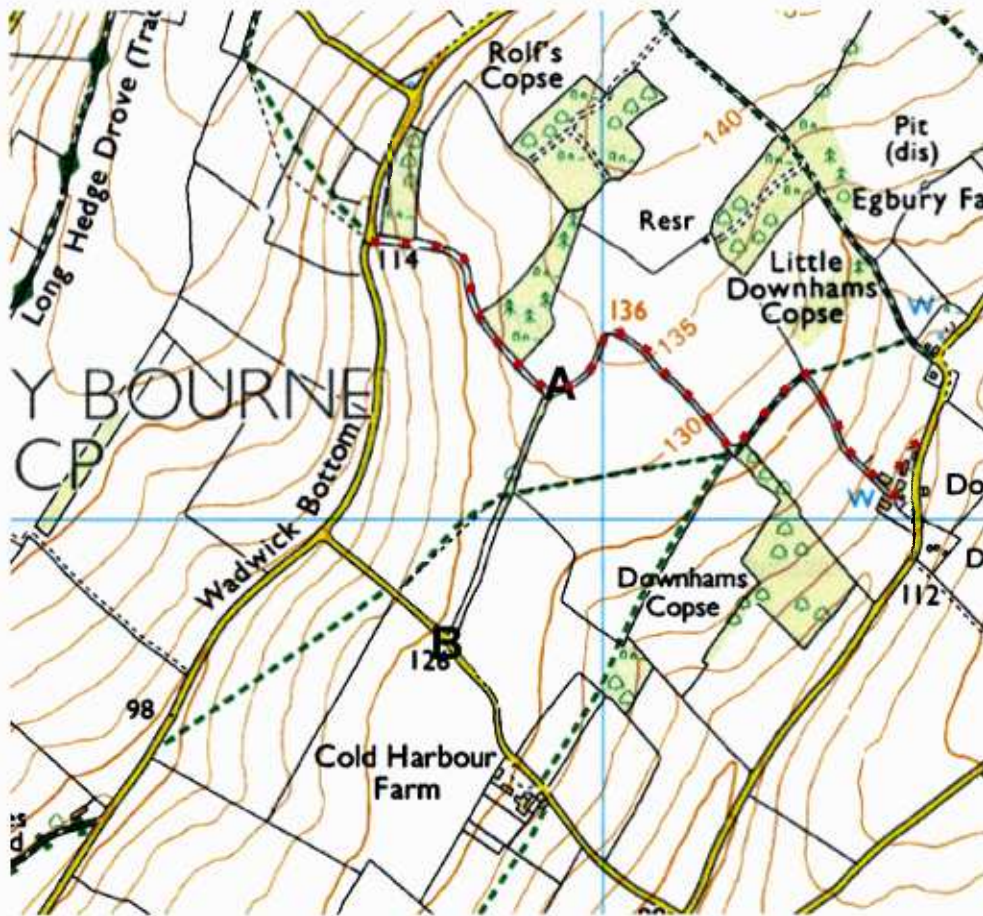 Long Hedge Drove (Trac
Rolf's
Copse
140
Pit
(dis)
Egbury Fa
Resr
114
Little
Downhams
Copse
W
136
135
A
Y BOURNE
CP
130
Wadwick Bottom
W
Do
D
Downhams
Copse
112
B
128
98
Cold Harbour
Farm